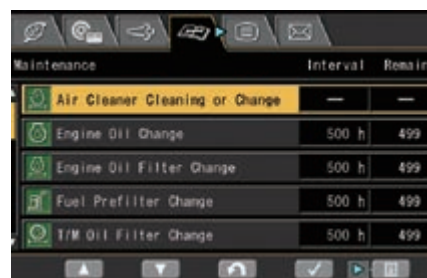 Maintenance Interval Remain
Air Cleaner Cleaning or Change — —
Engine Oil Change 500 h 499
Engine Oil Filter Change 500 h 499
Fuel Prefilter Change 500 h 499
T/M Oil Filter Change 500 h 499